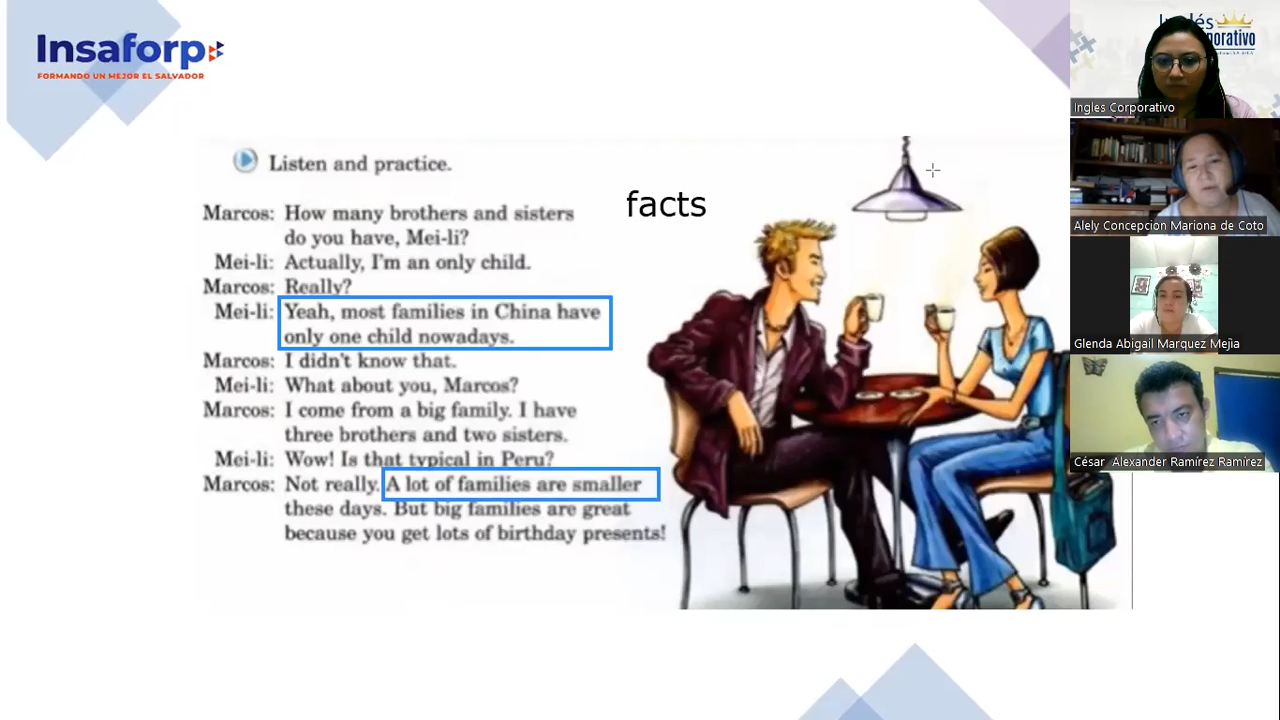 Insaforp
FORMANDO UN MEJOR EL SALVADOR
Listen and practice.
facts
Marcos: How many brothers and sisters
do you have, Mei-li?
Mei-li: Actually, I'm an only child.
Marcos: Really?
Mei-li: Yeah, most families in China have
only one child nowadays.
Marcos: I didn't know that.
Mei-li: What about you, Marcos?
Marcos: I come from a big family. I have
three brothers and two sisters.
Mei-li: Wow! Is that typical in Peru?
Marcos: Not really. A lot of families are smaller
these days. But big families are great
because you get lots of birthday presents!
Ingles Corporativo
Alely Concepcion Mariona de Coto
Glenda Abigail Marquez Mejia
César Alexander Ramírez Ramírez